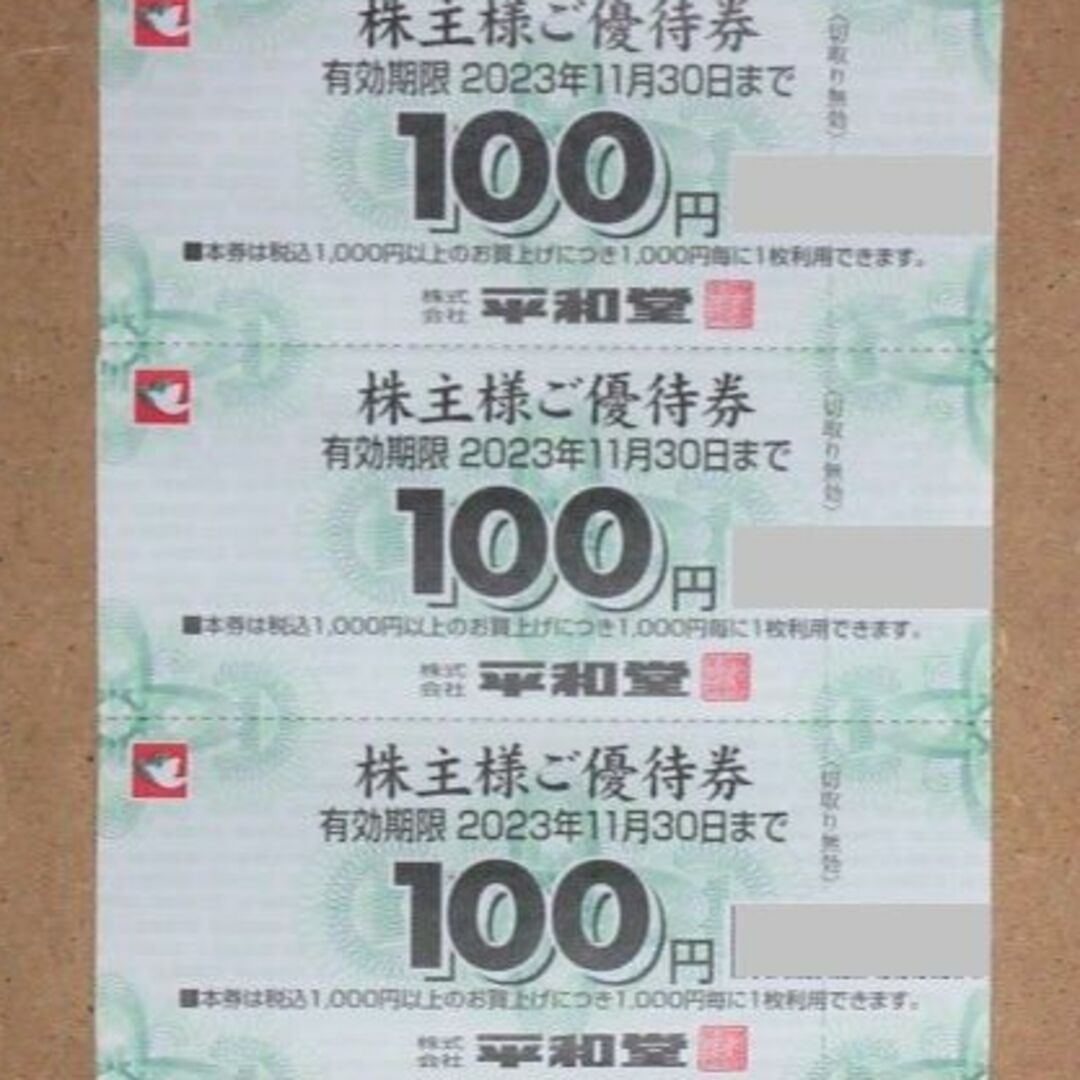 株主様ご優待券
有効期限 2023年11月30日まで
100円
〈切取り無効〉
■本券は税込1,000円以上のお買上げにつき1,000円毎に1枚利用できます。
株式会社
株主様ご優待券
有効期限 2023年11月30日まで
100円
〈切取り無効〉
■本券は税込1,000円以上のお買上げにつき1,000円毎に1枚利用できます。
株式会社
株主様ご優待券
有効期限 2023年11月30日まで
100円
〈切取り無効〉
■本券は税込1,000円以上のお買上げにつき1,000円毎に1枚利用できます。
株式会社